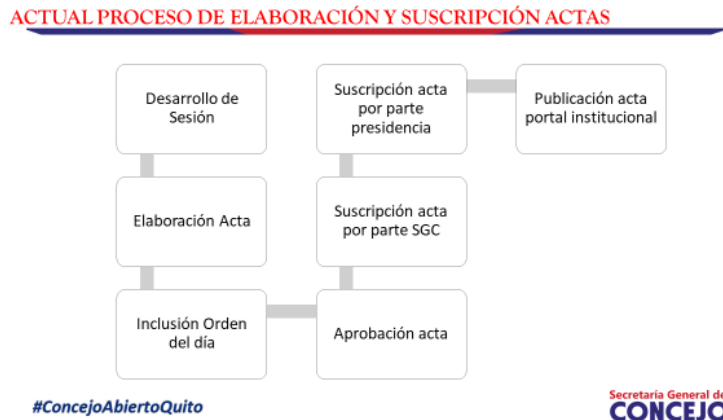 ACTUAL PROCESO DE ELABORACIÓN Y SUSCRIPCIÓN ACTAS
Desarrollo de
Sesión
Elaboración Acta
Inclusión Orden
del día
Aprobación acta
Suscripción acta
por parte SGC
Suscripción acta
por parte
presidencia
Publicación acta
portal institucional
#ConcejoAbiertoQuito
Secretaría General de
CONCEJO